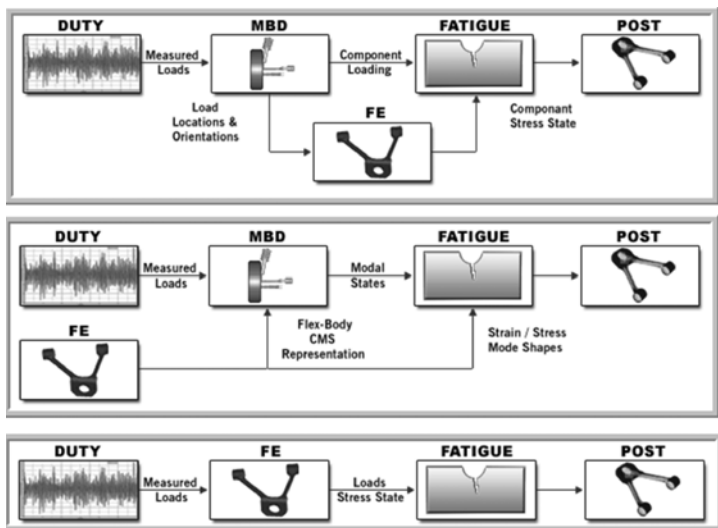 DUTY MBD FATIGUE POST
Measured
Loads
Component
Loading
Load
Locations &
Orientations
FE
Componant
Stress State
DUTY MBD FATIGUE POST
Measured
Loads
Modal
States
FE
Flex-Body
CMS
Representation
Strain / Stress
Mode Shapes
DUTY FE FATIGUE POST
Measured
Loads
Loads
Stress State